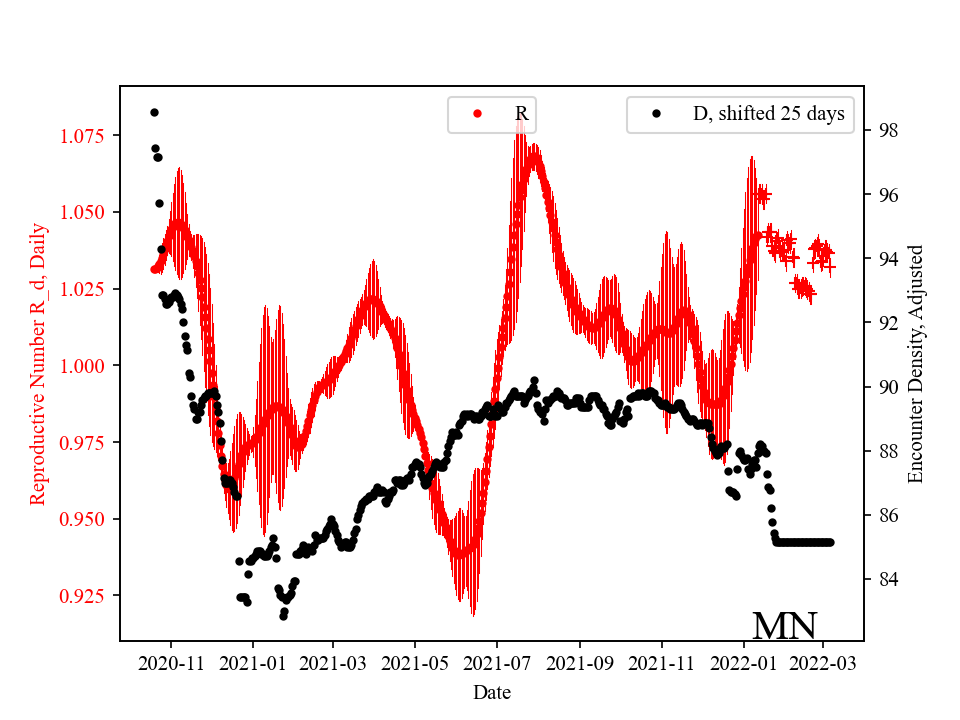 R
D, shifted 25 days
Reproductive Number R_d, Daily
1.075
1.050
1.025
1.000
0.975
0.950
0.925
98
96
94
92
90
88
86
84
Encounter Density, Adjusted
MN
2020-11 2021-01 2021-03 2021-05 2021-07 2021-09 2021-11 2022-01 2022-03
Date